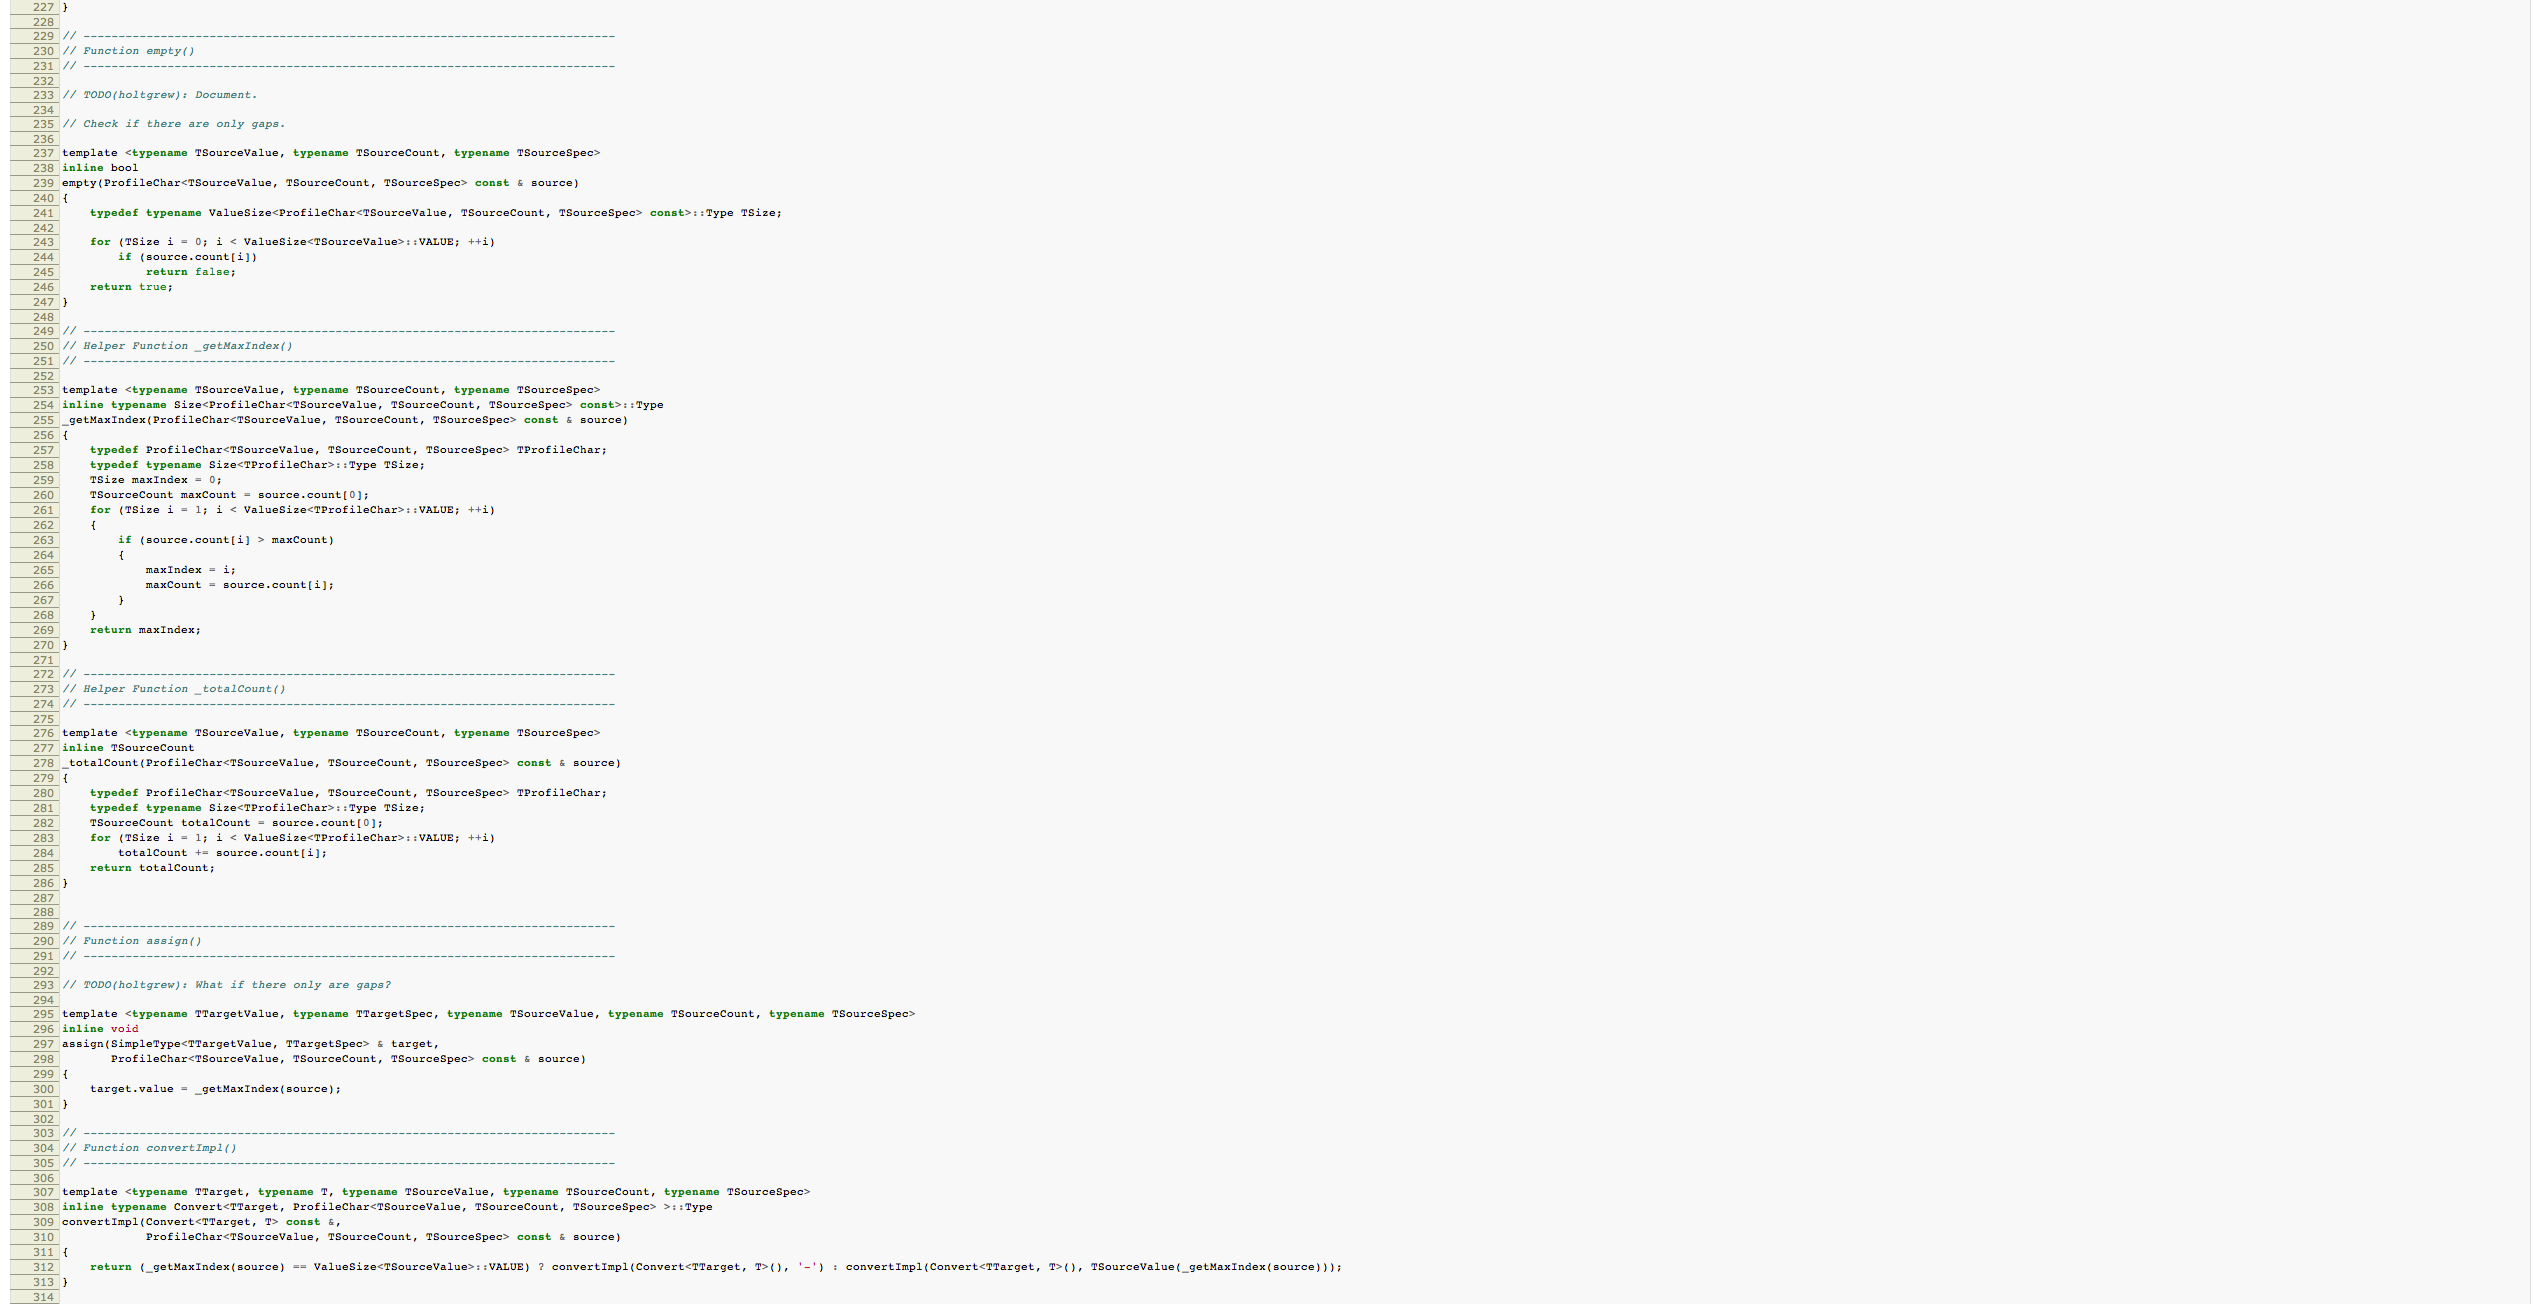 227 }
228
229 // ----------------------------------------------------------------------------
230 // Function empty()
231 // ----------------------------------------------------------------------------
232
233 // TODO(holtgrew): Document.
234
235 // Check if there are only gaps.
236
237 template <typename TSourceValue, typename TSourceCount, typename TSourceSpec>
238 inline bool
239 empty(ProfileChar<TSourceValue, TSourceCount, TSourceSpec> const & source)
240 {
241     typedef typename ValueSize<ProfileChar<TSourceValue, TSourceCount, TSourceSpec> const>::Type TSize;
242
243     for (TSize i = 0; i < ValueSize<TSourceValue>::VALUE; ++i)
244         if (source.count[i])
245             return false;
246     return true;
247 }
248
249 // ----------------------------------------------------------------------------
250 // Helper Function _getMaxIndex()
251 // ----------------------------------------------------------------------------
252
253 template <typename TSourceValue, typename TSourceCount, typename TSourceSpec>
254 inline typename Size<ProfileChar<TSourceValue, TSourceCount, TSourceSpec> const>::Type
255 _getMaxIndex(ProfileChar<TSourceValue, TSourceCount, TSourceSpec> const & source)
256 {
257     typedef ProfileChar<TSourceValue, TSourceCount, TSourceSpec> TProfileChar;
258     typedef typename Size<TProfileChar>::Type TSize;
259     TSize maxIndex = 0;
260     TSourceCount maxCount = source.count[0];
261     for (TSize i = 1; i < ValueSize<TProfileChar>::VALUE; ++i)
262     {
263         if (source.count[i] > maxCount)
264         {
265             maxIndex = i;
266             maxCount = source.count[i];
267         }
268     }
269     return maxIndex;
270 }
271
272 // ----------------------------------------------------------------------------
273 // Helper Function _totalCount()
274 // ----------------------------------------------------------------------------
275
276 template <typename TSourceValue, typename TSourceCount, typename TSourceSpec>
277 inline TSourceCount
278 _totalCount(ProfileChar<TSourceValue, TSourceCount, TSourceSpec> const & source)
279 {
280     typedef ProfileChar<TSourceValue, TSourceCount, TSourceSpec> TProfileChar;
281     typedef typename Size<TProfileChar>::Type TSize;
282     TSourceCount totalCount = source.count[0];
283     for (TSize i = 1; i < ValueSize<TProfileChar>::VALUE; ++i)
284         totalCount += source.count[i];
285     return totalCount;
286 }
287
288
289 // ----------------------------------------------------------------------------
290 // Function assign()
291 // ----------------------------------------------------------------------------
292
293 // TODO(holtgrew): What if there only are gaps?
294
295 template <typename TTargetValue, typename TTargetSpec, typename TSourceValue, typename TSourceCount, typename TSourceSpec>
296 inline void
297 assign(SimpleType<TTargetValue, TTargetSpec> & target,
298        ProfileChar<TSourceValue, TSourceCount, TSourceSpec> const & source)
299 {
300     target.value = _getMaxIndex(source);
301 }
302
303 // ----------------------------------------------------------------------------
304 // Function convertImpl()
305 // ----------------------------------------------------------------------------
306
307 template <typename TTarget, typename T, typename TSourceValue, typename TSourceCount, typename TSourceSpec>
308 inline typename Convert<TTarget, ProfileChar<TSourceValue, TSourceCount, TSourceSpec> >::Type
309 convertImpl(Convert<TTarget, T> const &,
310             ProfileChar<TSourceValue, TSourceCount, TSourceSpec> const & source)
311 {
312     return (_getMaxIndex(source) == ValueSize<TSourceValue>::VALUE) ? convertImpl(Convert<TTarget, T>(), '-') : convertImpl(Convert<TTarget, T>(), TSourceValue(_getMaxIndex(source)));
313 }
314